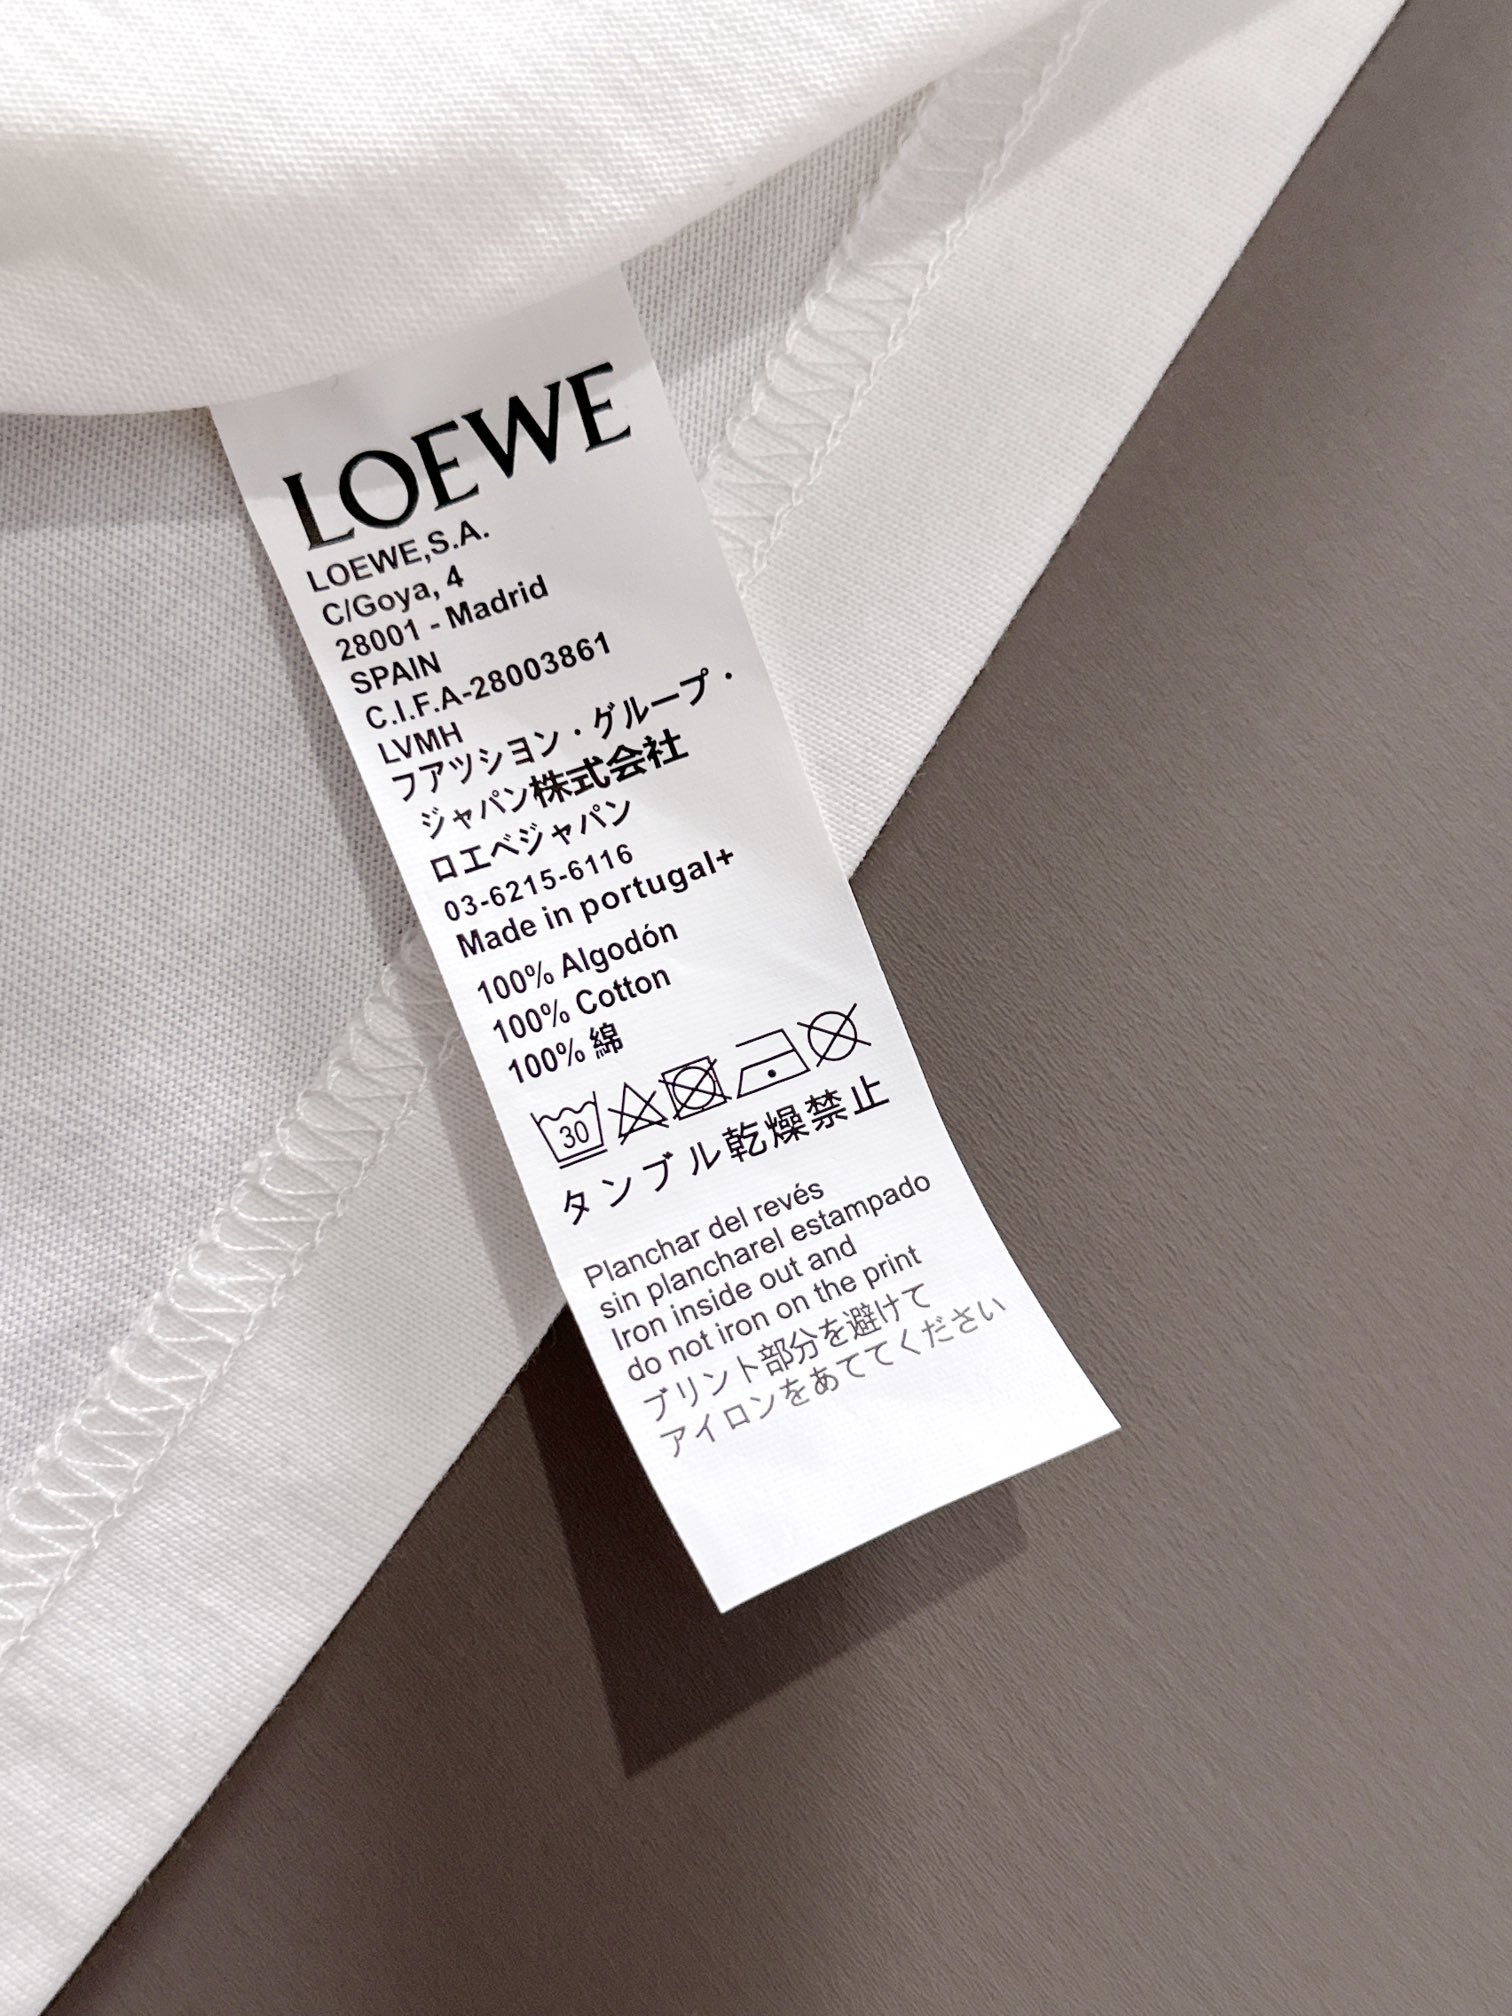 LOEWE
LOEWE,S.A.
C/Goya, 4
28001 - Madrid
SPAIN
C.I.F.A-28003861
LVMH
フアツシヨン・グループ・
ジャパン株式会社
ロエベジャパン
03-6215-6116
Made in portugal+
100% Algodón
100% Cotton
100% 綿
30
タンブル乾燥禁止
Planchar del revés
sin plancharel estampado
Iron inside out and
do not iron on the print
プリント部分を避けて
アイロンをあててください